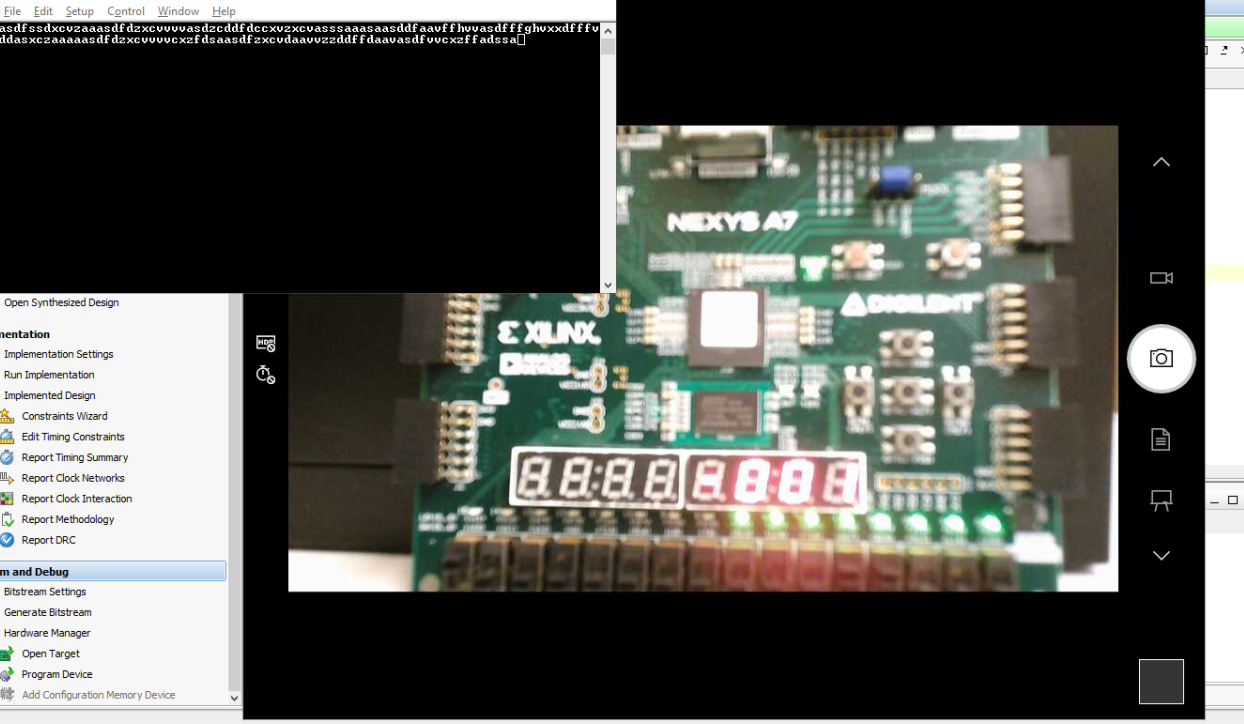 File Edit Setup Control Window Help
asdfssdxcvzaaasdfdzxcvvvvasdzcddfdccxvzxcvasssaaasaasddfaavffhvvasdfffghvxxdfffv
ddasxczaaaaasdfdzxcvvvvcxzfdsaasdfzxcvdaavvzzddffdaavasdfvvcxzffadssa
NEXYS A7
DIGILENT
XILINX
-001
HDR
Open Synthesized Design
mentation
Implementation Settings
Run Implementation
Implemented Design
Constraints Wizard
Edit Timing Constraints
Report Timing Summary
Report Clock Networks
Report Clock Interaction
Report Methodology
Report DRC
m and Debug
Bitstream Settings
Generate Bitstream
Hardware Manager
Open Target
Program Device
Add Configuration Memory Device